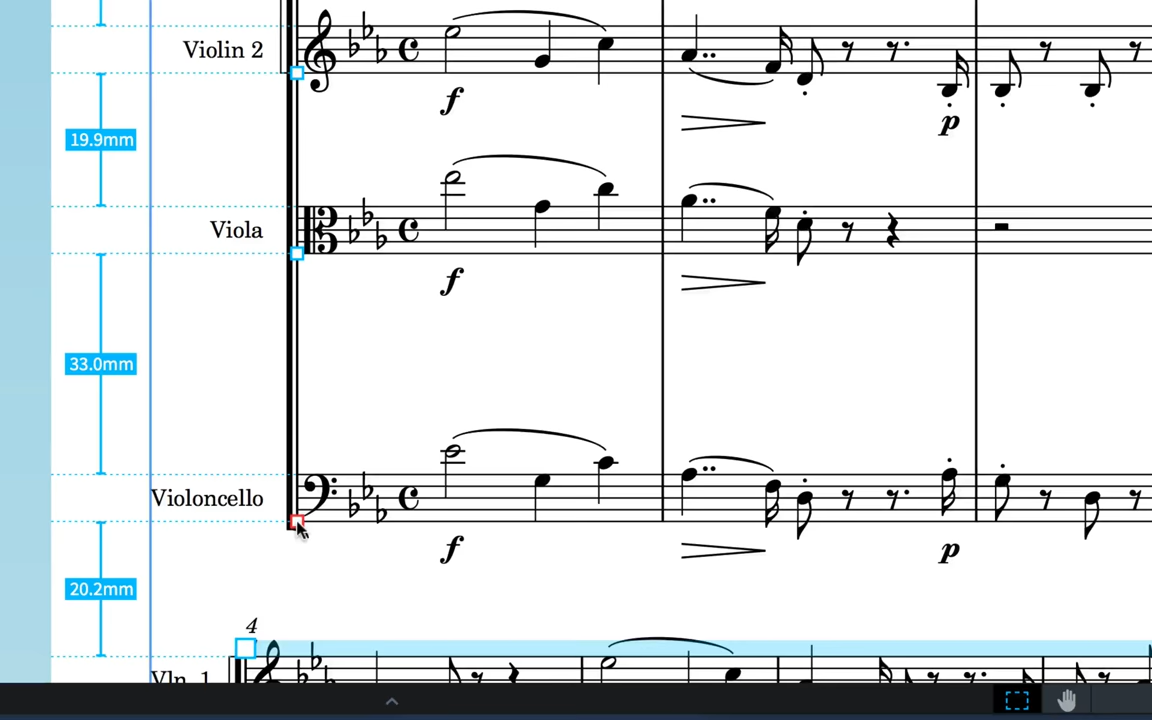 Violin 2
f
p
19.9mm
Viola
f
33.0mm
Violoncello
f
p
20.2mm
4
Vln. 1